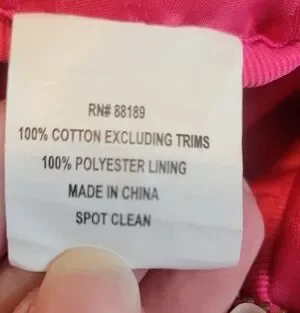 RN# 88189
100% COTTON EXCLUDING TRIMS
100% POLYESTER LINING
MADE IN CHINA
SPOT CLEAN